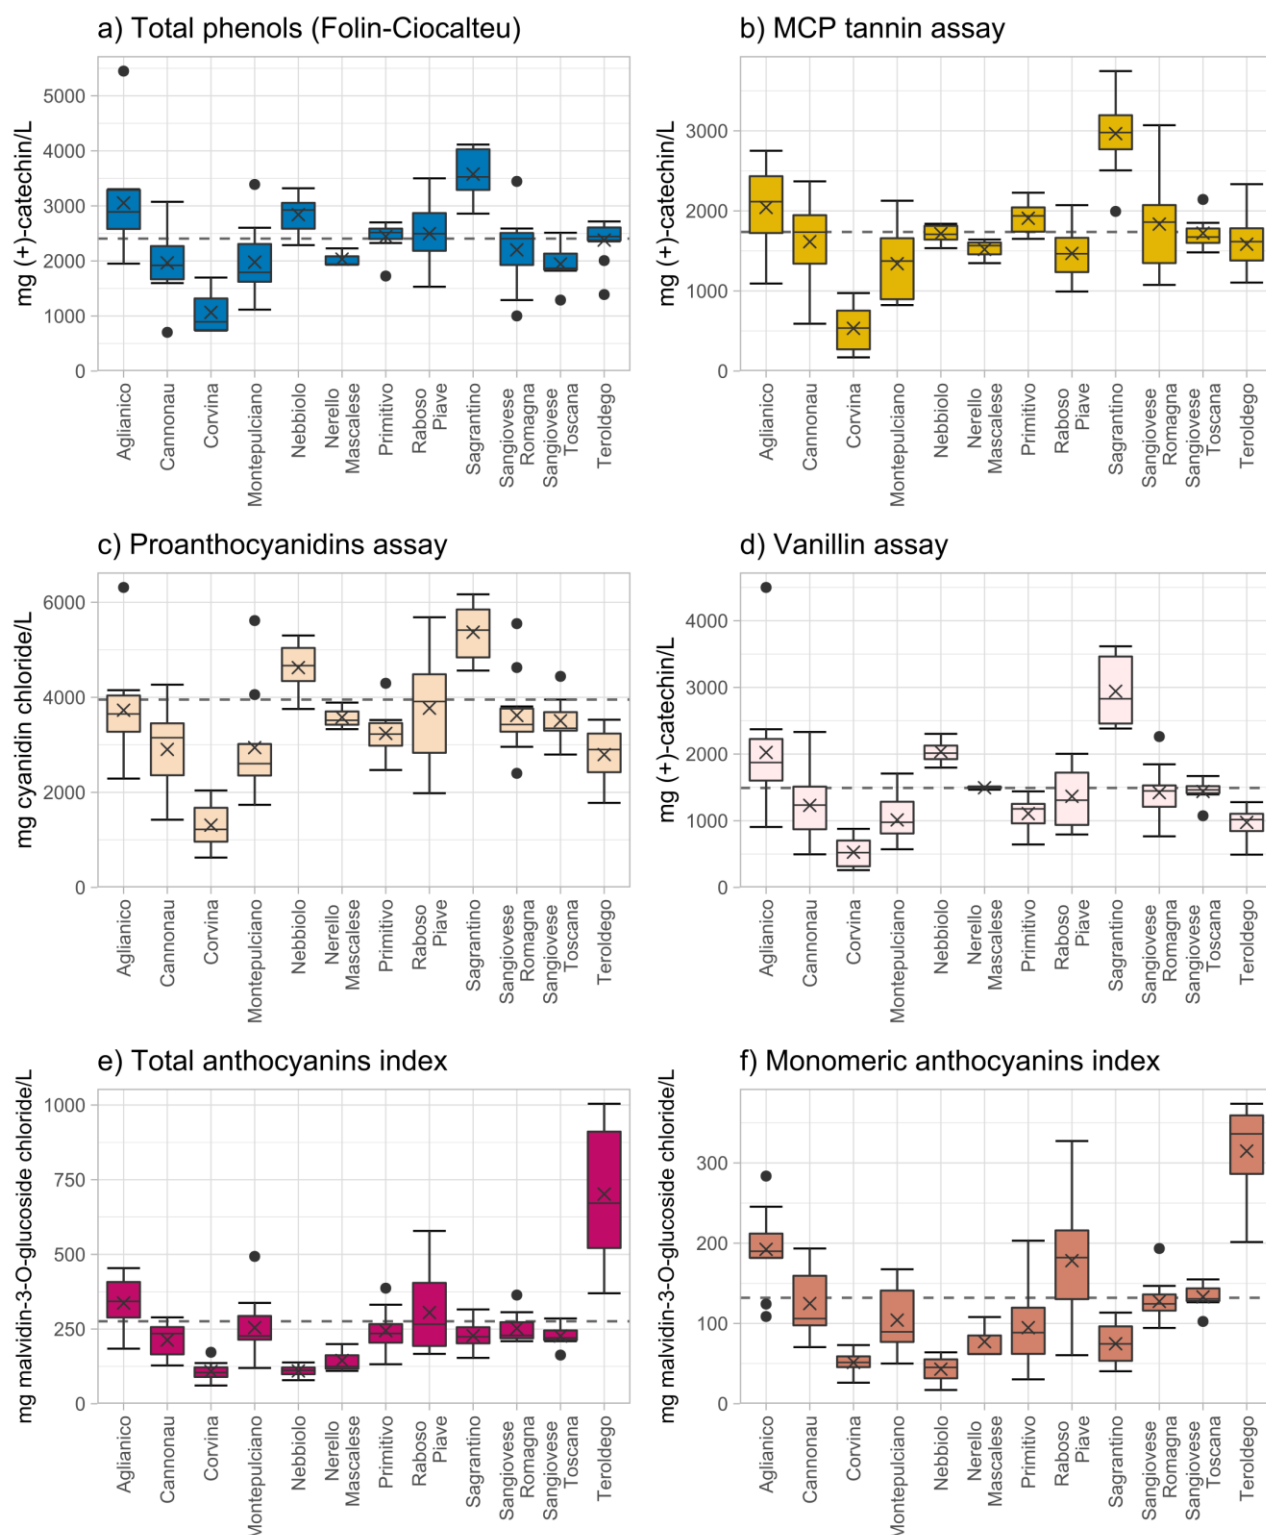 a) Total phenols (Folin-Ciocalteu)
mg (+)-catechin/L
5000
4000
3000
2000
1000
0
Aglianico
Cannonau
Corvina
Montepulciano
Nebbiolo
Nerello
Mascalese
Primitivo
Raboso
Piave
Sagrantino
Sangiovese
Romagna
Sangiovese
Toscana
Teroldego
b) MCP tannin assay
mg (+)-catechin/L
3000
2000
1000
0
Aglianico
Cannonau
Corvina
Montepulciano
Nebbiolo
Nerello
Mascalese
Primitivo
Raboso
Piave
Sagrantino
Sangiovese
Romagna
Sangiovese
Toscana
Teroldego
c) Proanthocyanidins assay
mg cyanidin chloride/L
6000
4000
2000
0
Aglianico
Cannonau
Corvina
Montepulciano
Nebbiolo
Nerello
Mascalese
Primitivo
Raboso
Piave
Sagrantino
Sangiovese
Romagna
Sangiovese
Toscana
Teroldego
d) Vanillin assay
mg (+)-catechin/L
4000
3000
2000
1000
0
Aglianico
Cannonau
Corvina
Montepulciano
Nebbiolo
Nerello
Mascalese
Primitivo
Raboso
Piave
Sagrantino
Sangiovese
Romagna
Sangiovese
Toscana
Teroldego
e) Total anthocyanins index
mg malvidin-3-O-glucoside chloride/L
1000
750
500
250
0
Aglianico
Cannonau
Corvina
Montepulciano
Nebbiolo
Nerello
Mascalese
Primitivo
Raboso
Piave
Sagrantino
Sangiovese
Romagna
Sangiovese
Toscana
Teroldego
f) Monomeric anthocyanins index
mg malvidin-3-O-glucoside chloride/L
300
200
100
0
Aglianico
Cannonau
Corvina
Montepulciano
Nebbiolo
Nerello
Mascalese
Primitivo
Raboso
Piave
Sagrantino
Sangiovese
Romagna
Sangiovese
Toscana
Teroldego